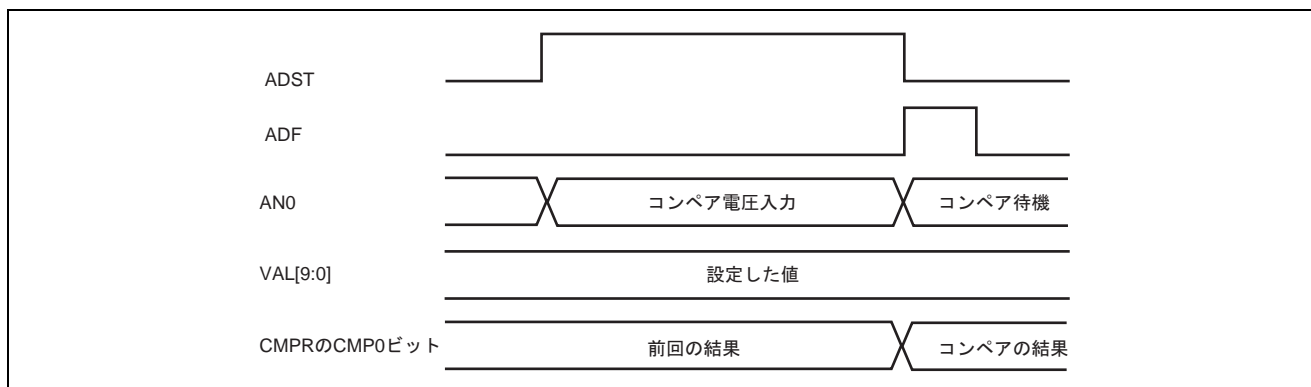 ADST
ADF
AN0
コンペア電圧入力
コンペア待機
VAL[9:0]
設定した値
CMPRのCMP0ビット
前回の結果
コンペアの結果